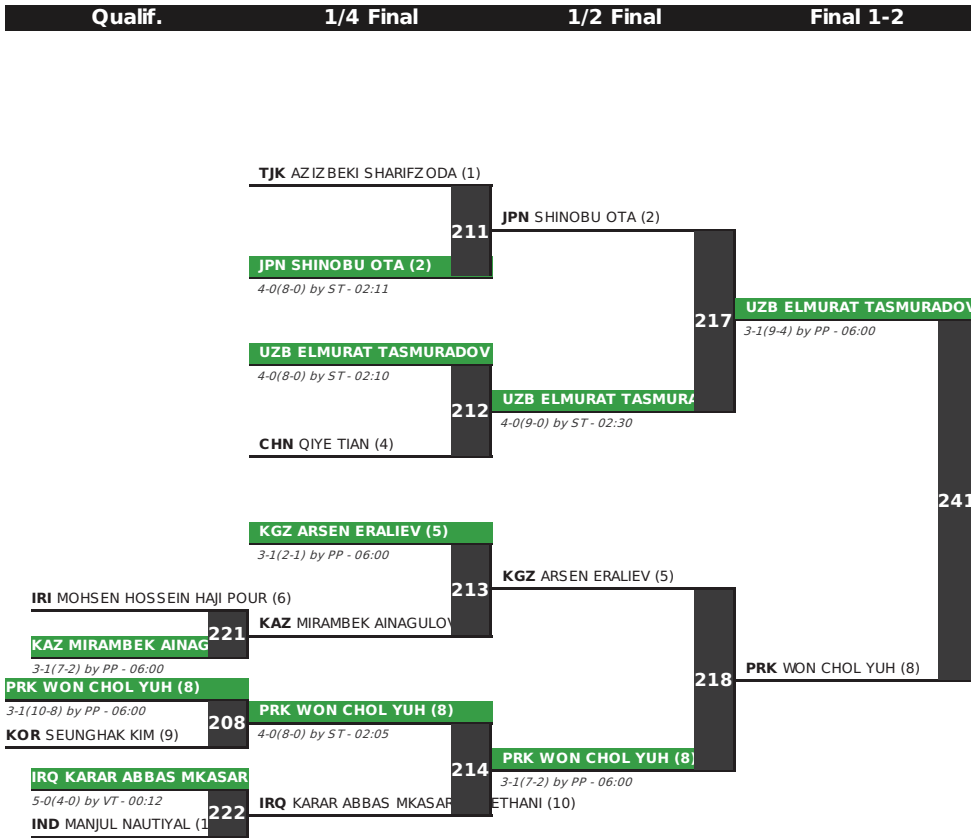 Qualif. 1/4 Final 1/2 Final Final 1-2
TJK AZIZBEKI SHARIFZODA (1)
211
JPN SHINOBU OTA (2)
4-0(8-0) by ST - 02:11
UZB ELMURAT TASMURADOV
4-0(8-0) by ST - 02:10
212
CHN QIYE TIAN (4)
KGZ ARSEN ERALIEV (5)
3-1(2-1) by PP - 06:00
213
IRI MOHSEN HOSSEIN HAJI POUR (6)
221
KAZ MIRAMBEK AINAG
3-1(7-2) by PP - 06:00
KAZ MIRAMBEK AINAGULOV
PRK WON CHOL YUH (8)
3-1(10-8) by PP - 06:00
208
KOR SEUNGHAK KIM (9)
PRK WON CHOL YUH (8)
4-0(8-0) by ST - 02:05
214
IRQ KARAR ABBAS MKASAR
5-0(4-0) by VT - 00:12
222
IND MANJUL NAUTIYAL (1
IRQ KARAR ABBAS MKASAR ETHANI (10)
JPN SHINOBU OTA (2)
217
UZB ELMURAT TASMURA
4-0(9-0) by ST - 02:30
KGZ ARSEN ERALIEV (5)
218
PRK WON CHOL YUH (8)
3-1(7-2) by PP - 06:00
UZB ELMURAT TASMURADOV
3-1(9-4) by PP - 06:00
241
PRK WON CHOL YUH (8)